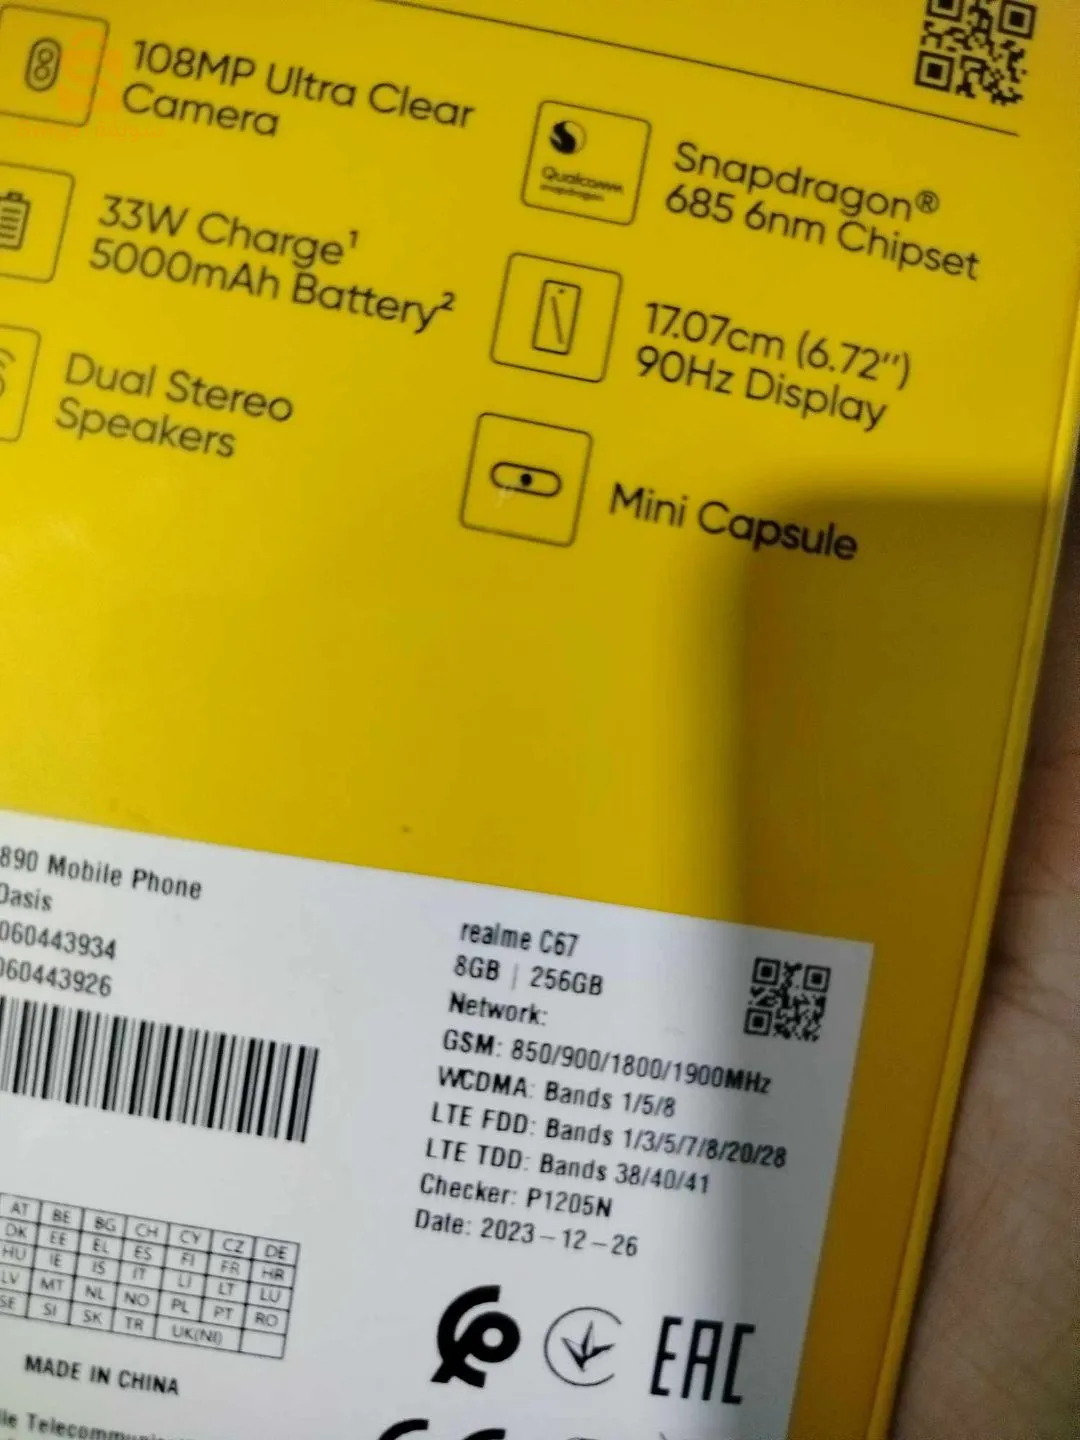 108MP Ultra Clear
Camera
Qualcomm
snapdragon
Snapdragon®
685 6nm Chipset
33W Charge¹
5000mAh Battery²
17.07cm (6.72")
90Hz Display
Dual Stereo
Speakers
Mini Capsule
890 Mobile Phone
Oasis
060443934
060443926
realme C67
8GB | 256GB
Network:
GSM: 850/900/1800/1900MHz
WCDMA: Bands 1/5/8
LTE FDD: Bands 1/3/5/7/8/20/28
LTE TDD: Bands 38/40/41
Checker: P1205N
Date: 2023-12-26
AT BE BG CH CY CZ DE
DK EE EL ES FI FR HR
HU IE IS IT LI LT LU
LV MT NL NO PL PT RO
SE SI SK TR UK(NI)
EAC
MADE IN CHINA